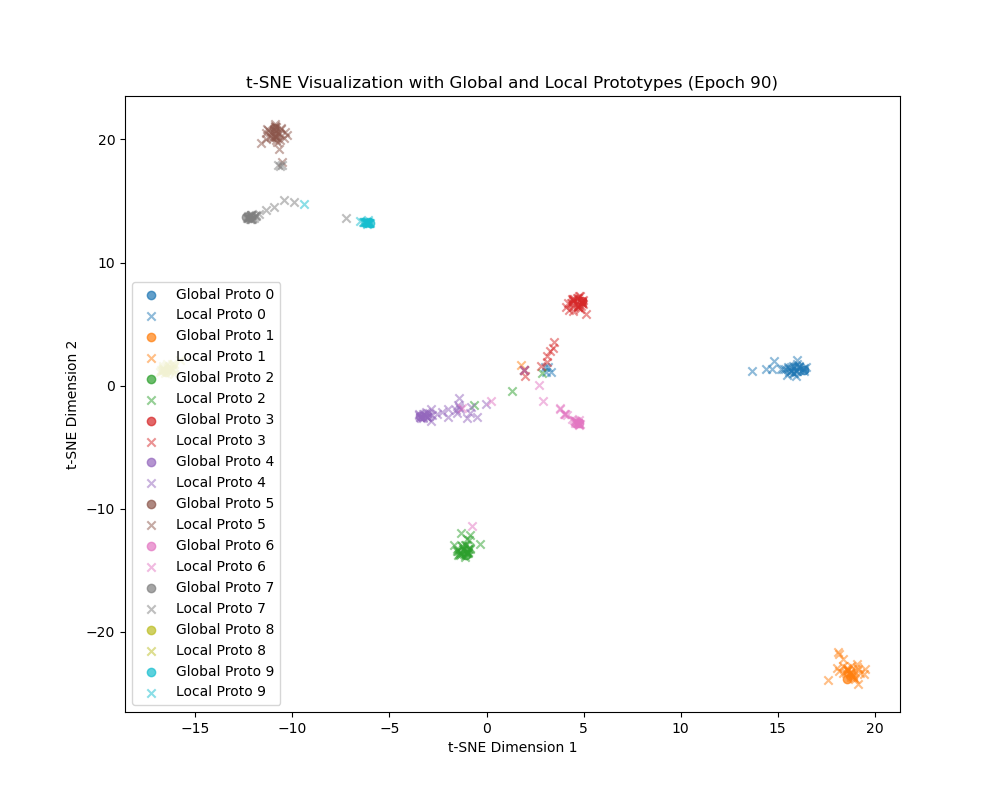 t-SNE Visualization with Global and Local Prototypes (Epoch 90)
20
10
0
−10
−20
t-SNE Dimension 2
Global Proto 0
Local Proto 0
Global Proto 1
Local Proto 1
Global Proto 2
Local Proto 2
Global Proto 3
Local Proto 3
Global Proto 4
Local Proto 4
Global Proto 5
Local Proto 5
Global Proto 6
Local Proto 6
Global Proto 7
Local Proto 7
Global Proto 8
Local Proto 8
Global Proto 9
Local Proto 9
−15 −10 −5 0 5 10 15 20
t-SNE Dimension 1